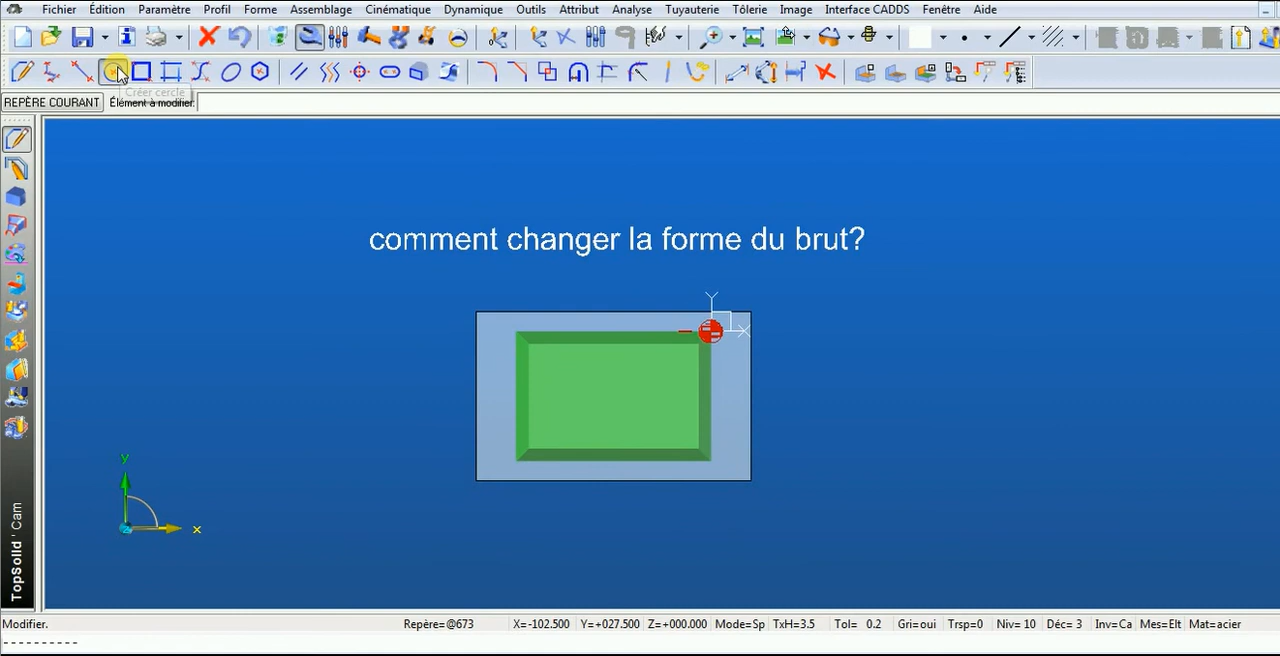 Fichier Édition Paramètre Profil Forme Assemblage Cinématique Dynamique Outils Attribut Analyse Tuyauterie Tôlerie Image Interface CADDS Fenêtre Aide
Créer cercle
REPÈRE COURANT Élément à modifier.
comment changer la forme du brut?
Y
X
y
x
TopSolid'Cam
Modifier. Repère=@673 X=-102.500 Y=+027.500 Z=+000.000 Mode=Sp TxH=3.5 Tol= 0.2 Gri=oui Trsp=0 Niv= 10 Déc= 3 Inv=Ca Mes=Elt Mat=acier
----------